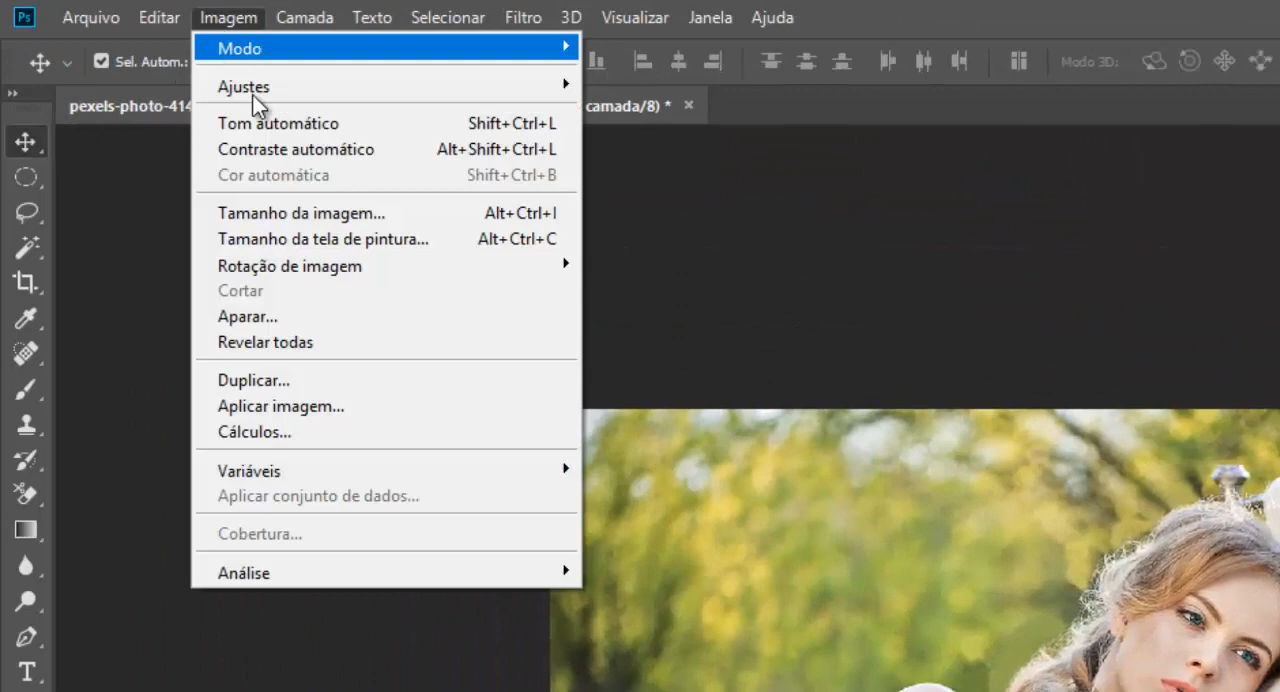 Ps Arquivo Editar Imagem Camada Texto Selecionar Filtro 3D Visualizar Janela Ajuda
Sel. Autom.: Modo 3D:
pexels-photo-414 camada/8) * ×
Modo
Ajustes
Tom automático Shift+Ctrl+L
Contraste automático Alt+Shift+Ctrl+L
Cor automática Shift+Ctrl+B
Tamanho da imagem... Alt+Ctrl+I
Tamanho da tela de pintura... Alt+Ctrl+C
Rotação de imagem
Cortar
Aparar...
Revelar todas
Duplicar...
Aplicar imagem...
Cálculos...
Variáveis
Aplicar conjunto de dados...
Cobertura...
Análise
T